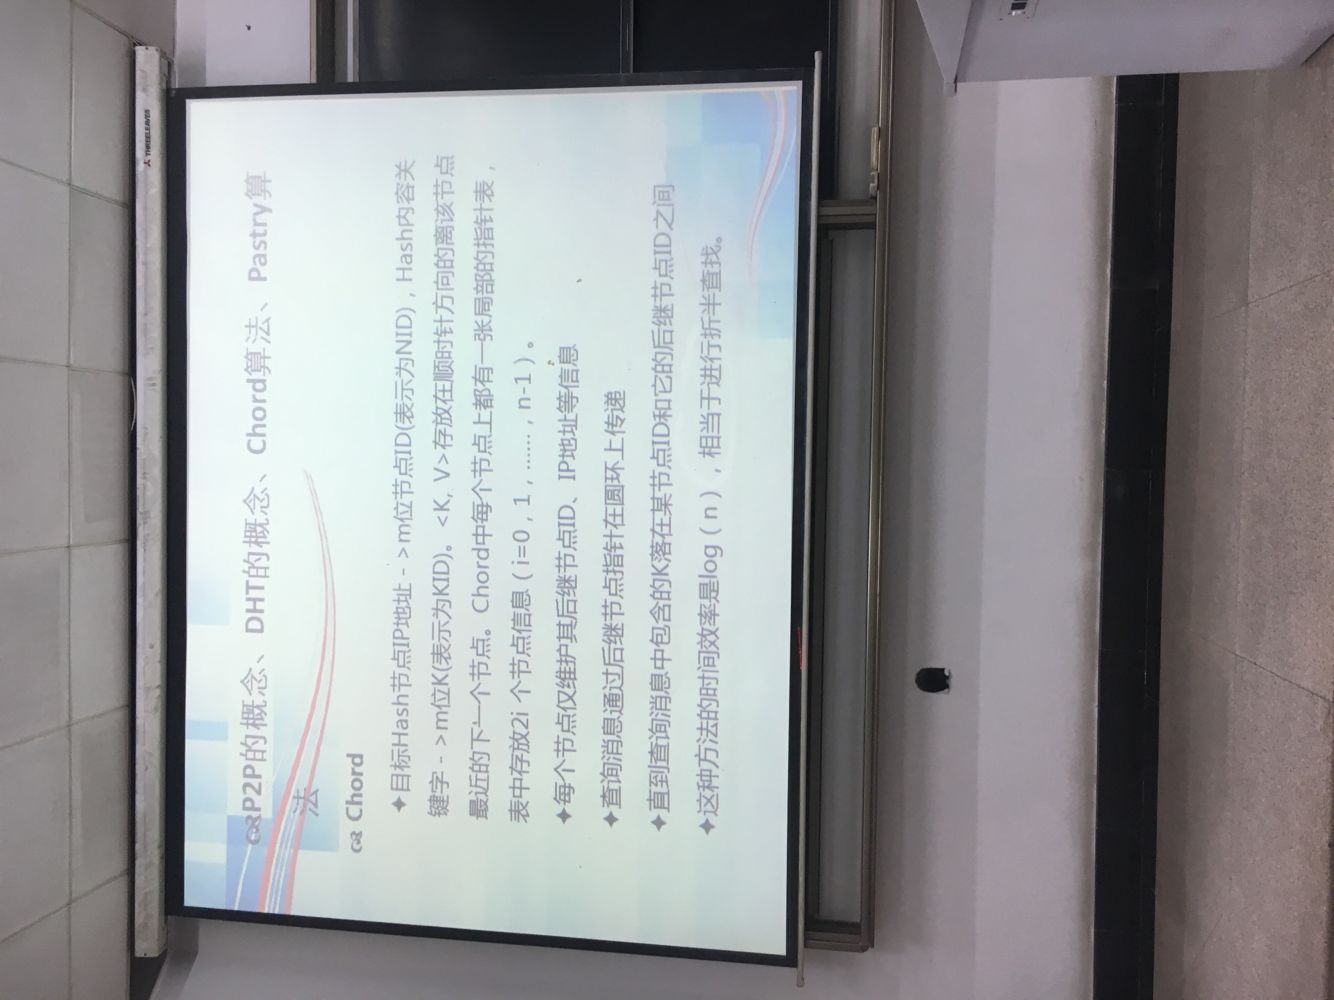 THREELEAVES
P2P的概念、DHT的概念、Chord算法、Pastry算
法
Chord
✦目标Hash节点IP地址 - >m位节点ID(表示为NID)，Hash内容关
键字 - >m位K(表示为KID)。<K, V>存放在顺时针方向的离该节点
最近的下一个节点。Chord中每个节点上都有一张局部的指针表，
表中存放2i 个节点信息（i=0，1，……，n-1）。
✦每个节点仅维护其后继节点ID、IP地址等信息
✦查询消息通过后继节点指针在圆环上传递
✦直到查询消息中包含的K落在某节点ID和它的后继节点ID之间
✦这种方法的时间效率是log（n），相当于进行折半查找。